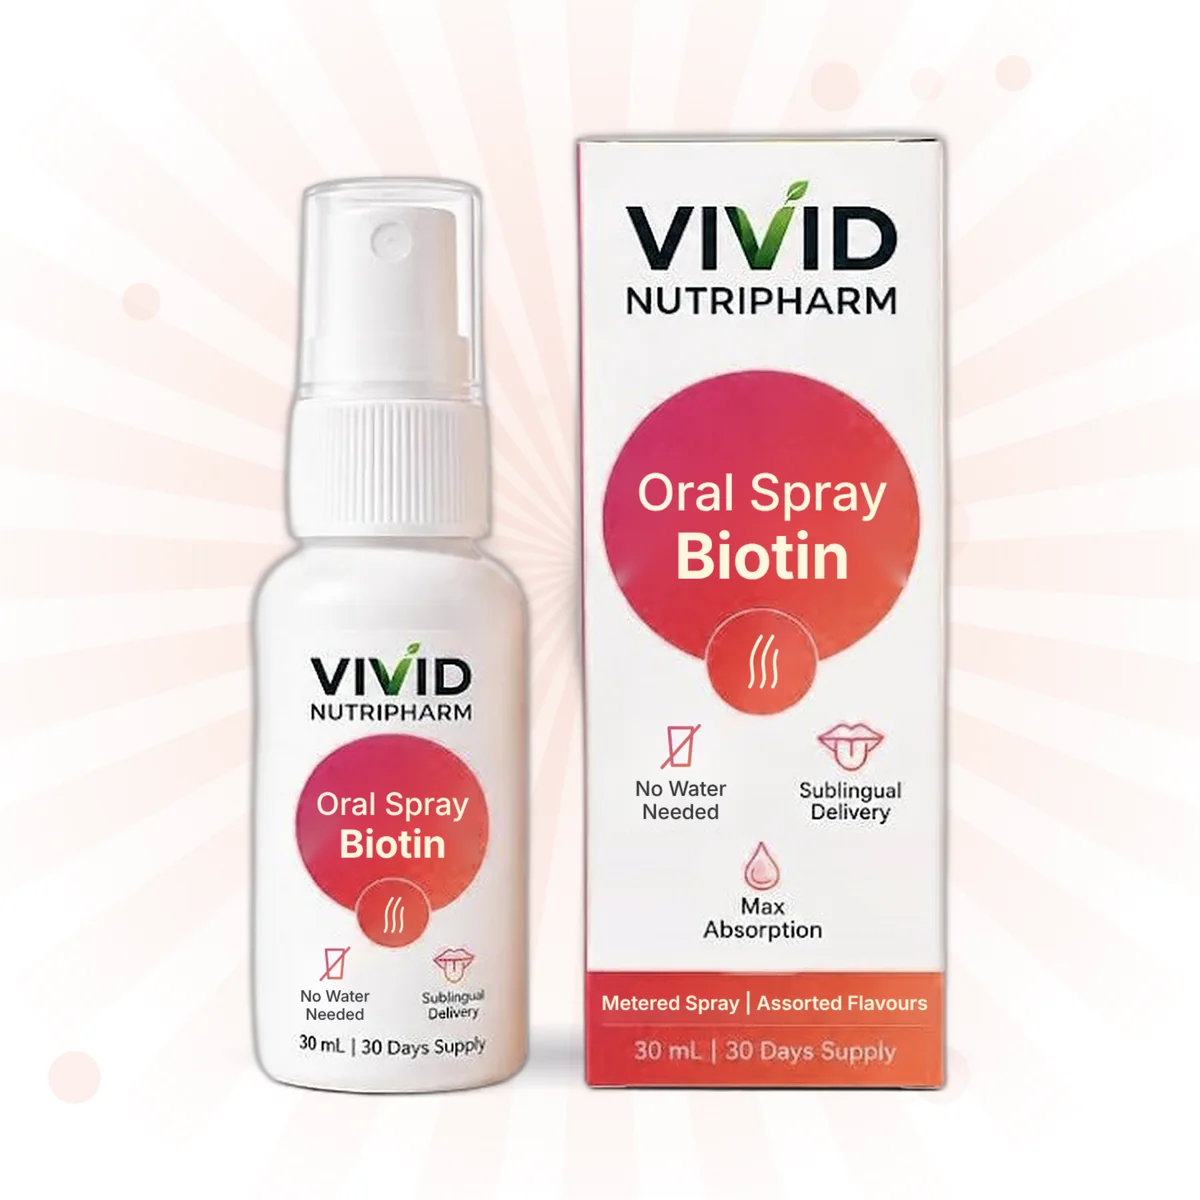 VIVID
NUTRIPHARM
Oral Spray
Biotin
No Water
Needed
Sublingual
Delivery
30 mL | 30 Days Supply
VIVID
NUTRIPHARM
Oral Spray
Biotin
No Water
Needed
Sublingual
Delivery
Max
Absorption
Metered Spray | Assorted Flavours
30 mL | 30 Days Supply